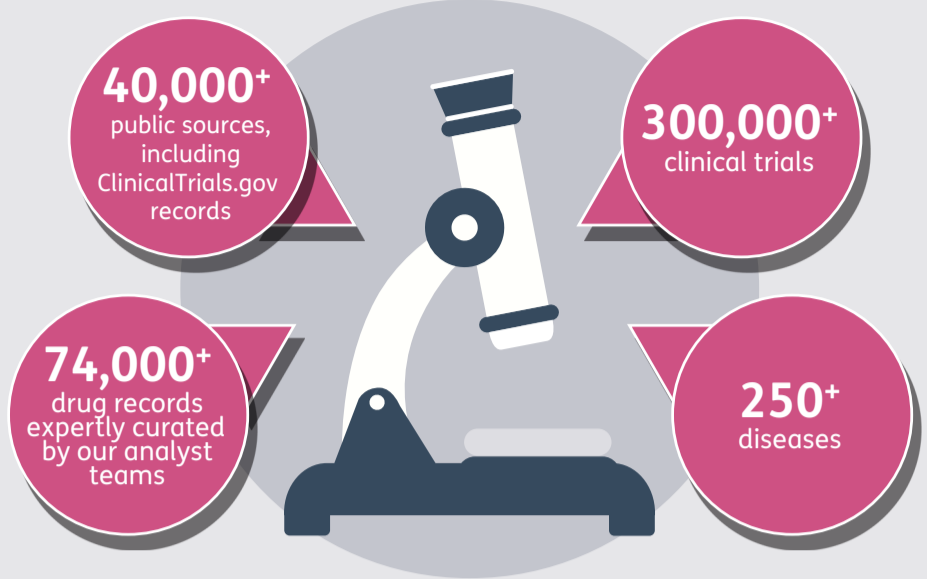 40,000+
public sources,
including
ClinicalTrials.gov
records
300,000+
clinical trials
74,000+
drug records
expertly curated
by our analyst
teams
250+
diseases